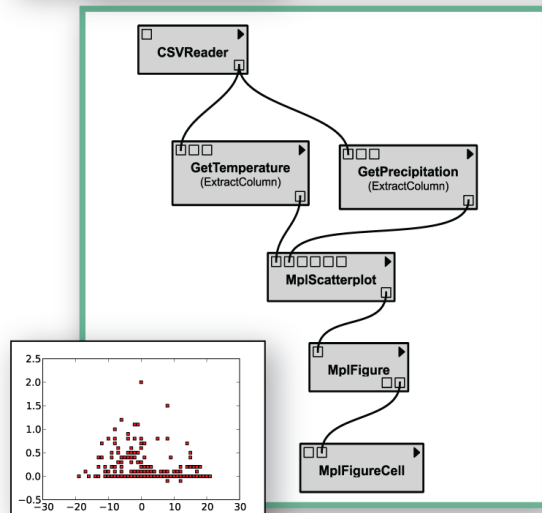 CSVReader
GetTemperature
(ExtractColumn)
GetPrecipitation
(ExtractColumn)
MplScatterplot
MplFigure
MplFigureCell
2.5
2.0
1.5
1.0
0.5
0.0
−0.5
−30 −20 −10 0 10 20 30